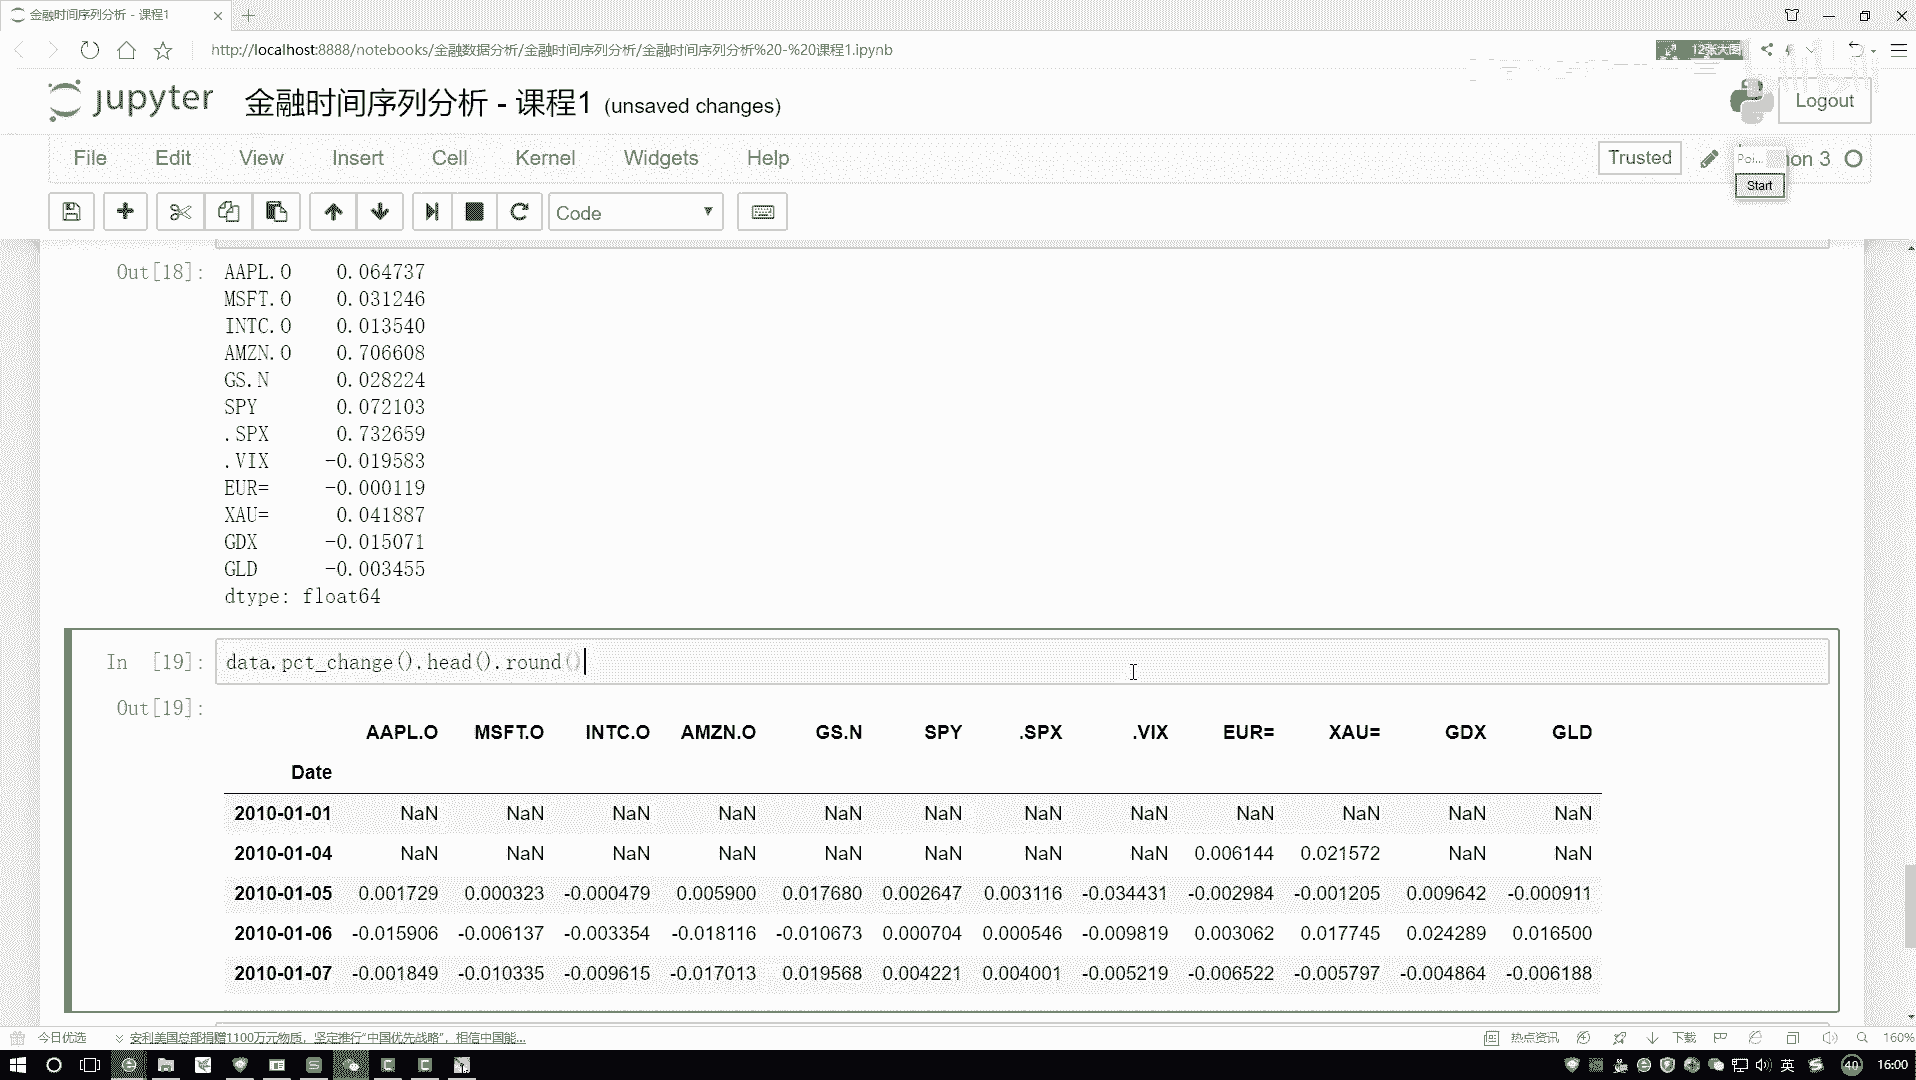 金融时间序列分析 - 课程1
http://localhost:8888/notebooks/金融数据分析/金融时间序列分析/金融时间序列分析%20-%20课程1.ipynb
12张大图
jupyter 金融时间序列分析 - 课程1 (unsaved changes)
Logout
File Edit View Insert Cell Kernel Widgets Help
Trusted
Poi... hon 3
Start
Code
Out[18]: AAPL.O 0.064737
MSFT.O 0.031246
INTC.O 0.013540
AMZN.O 0.706608
GS.N 0.028224
SPY 0.072103
.SPX 0.732659
.VIX -0.019583
EUR= -0.000119
XAU= 0.041887
GDX -0.015071
GLD -0.003455
dtype: float64
In [19]: data.pct_change().head().round()
Out[19]:
AAPL.O MSFT.O INTC.O AMZN.O GS.N SPY .SPX .VIX EUR= XAU= GDX GLD
Date
2010-01-01 NaN NaN NaN NaN NaN NaN NaN NaN NaN NaN NaN NaN
2010-01-04 NaN NaN NaN NaN NaN NaN NaN NaN 0.006144 0.021572 NaN NaN
2010-01-05 0.001729 0.000323 -0.000479 0.005900 0.017680 0.002647 0.003116 -0.034431 -0.002984 -0.001205 0.009642 -0.000911
2010-01-06 -0.015906 -0.006137 -0.003354 -0.018116 -0.010673 0.000704 0.000546 -0.009819 0.003062 0.017745 0.024289 0.016500
2010-01-07 -0.001849 -0.010335 -0.009615 -0.017013 0.019568 0.004221 0.004001 -0.005219 -0.006522 -0.005797 -0.004864 -0.006188
今日优选 安利美国总部捐赠1100万元物质，坚定推行“中国优先战略”，相信中国能...
热点资讯 下载 160%
英 40 16:00